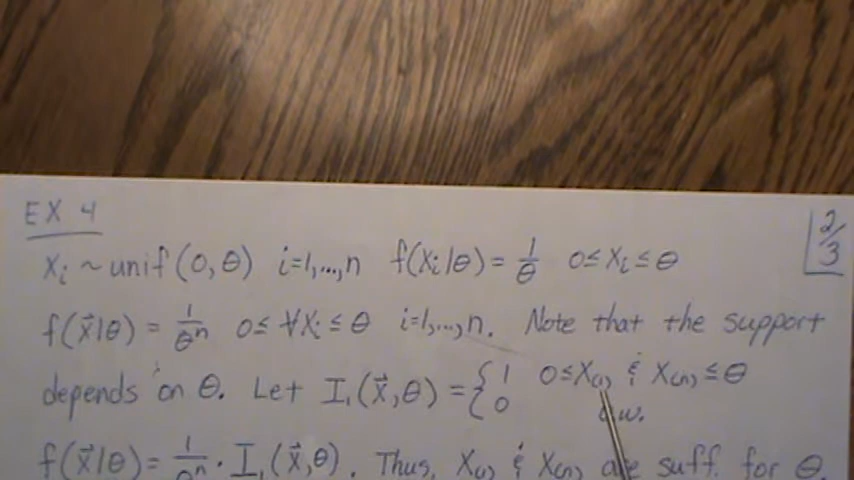 EX 4
2/3
Xᵢ ~ unif(0, θ) i=1,...,n f(xᵢ|θ) = 1/θ 0 ≤ Xᵢ ≤ θ
f(x⃗|θ) = 1/θⁿ 0 ≤ ∀Xᵢ ≤ θ i=1,...,n. Note that the support
depends on θ. Let I₁(x⃗,θ) = { 1 0 ≤ X₍₁₎ & X₍ₙ₎ ≤ θ
0 o.w.
f(x⃗|θ) = 1/θⁿ · I₁(x⃗,θ). Thus, X₍₁₎ & X₍ₙ₎ are suff. for θ.